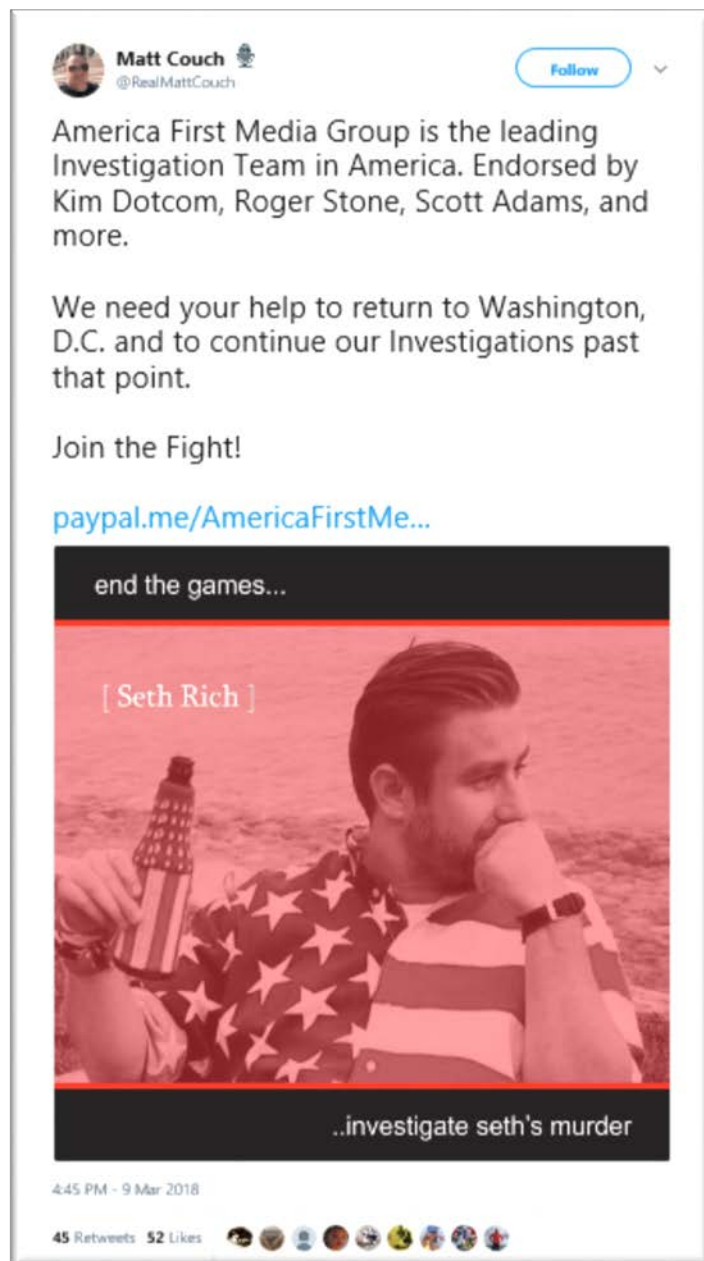 Matt Couch
@RealMattCouch
Follow
America First Media Group is the leading
Investigation Team in America. Endorsed by
Kim Dotcom, Roger Stone, Scott Adams, and
more.
We need your help to return to Washington,
D.C. and to continue our Investigations past
that point.
Join the Fight!
paypal.me/AmericaFirstMe...
end the games...
[ Seth Rich ]
..investigate seth's murder
4:45 PM - 9 Mar 2018
45 Retweets 52 Likes